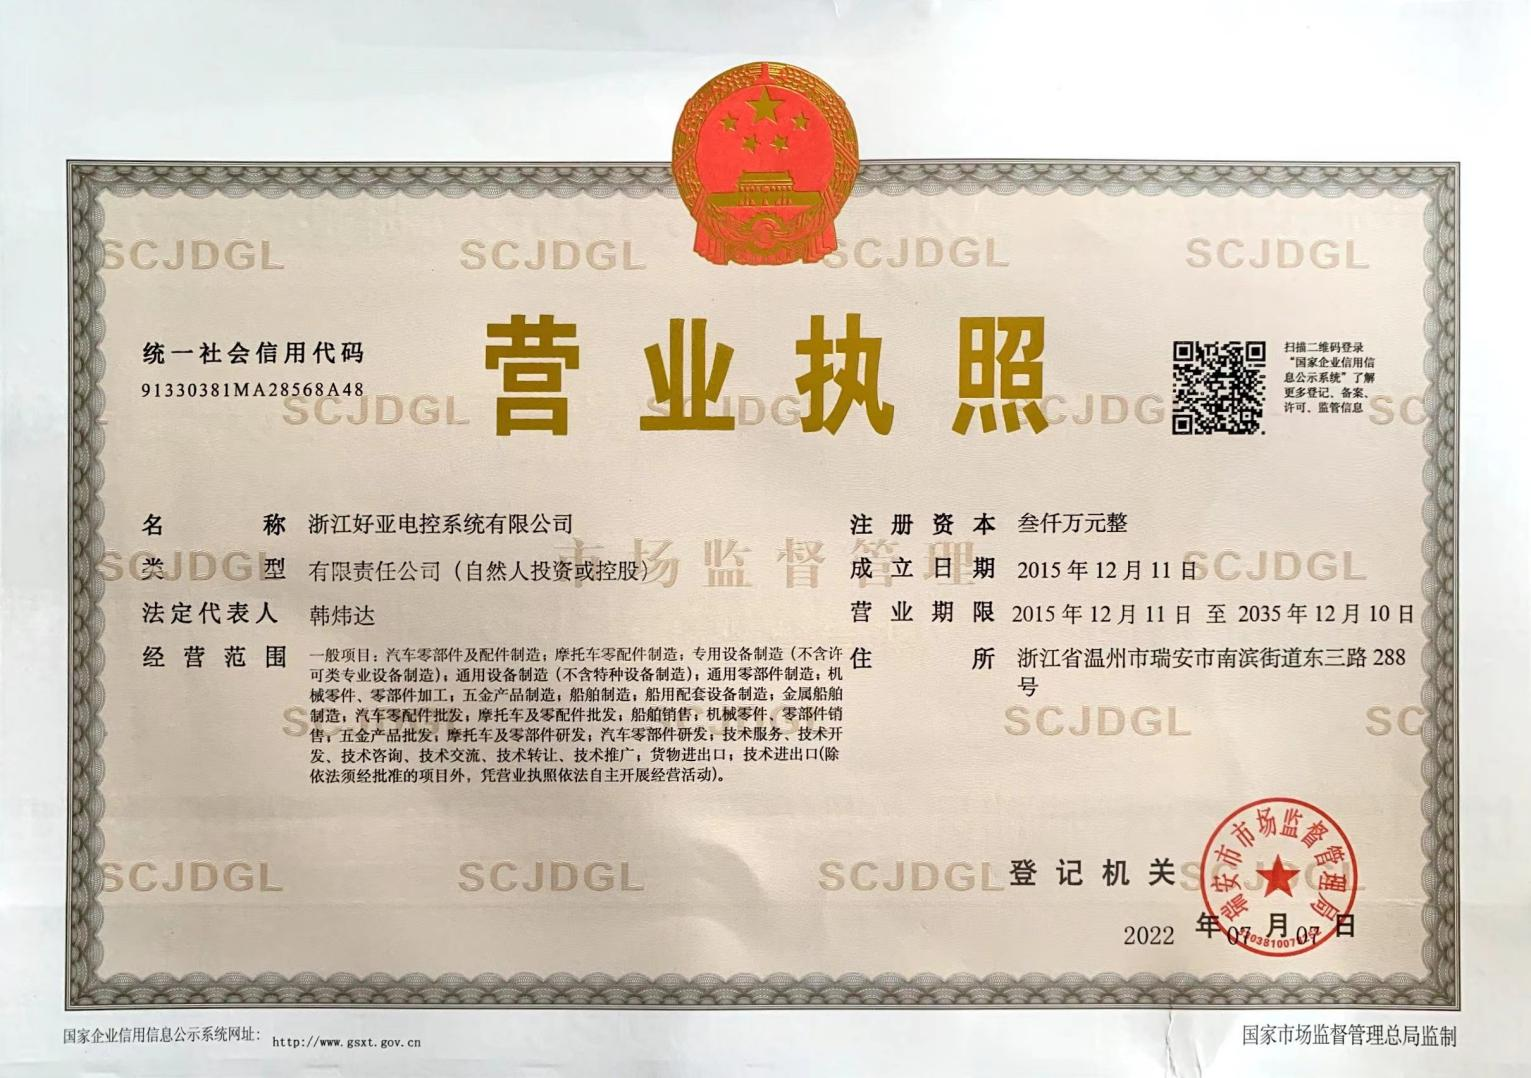 营业执照
统一社会信用代码
91330381MA28568A48
扫描二维码登录
“国家企业信用信
息公示系统”了解
更多登记、备案、
许可、监管信息
名称 浙江好亚电控系统有限公司
类型 有限责任公司（自然人投资或控股）
法定代表人 韩炜达
经营范围 一般项目：汽车零部件及配件制造；摩托车零配件制造；专用设备制造（不含许
可类专业设备制造）；通用设备制造（不含特种设备制造）；通用零部件制造；机
械零件、零部件加工；五金产品制造；船舶制造；船用配套设备制造；金属船舶
制造；汽车零配件批发；摩托车及零配件批发；船舶销售；机械零件、零部件销
售；五金产品批发；摩托车及零部件研发；汽车零部件研发；技术服务、技术开
发、技术咨询、技术交流、技术转让、技术推广；货物进出口；技术进出口(除
依法须经批准的项目外，凭营业执照依法自主开展经营活动)。
注册资本 叁仟万元整
成立日期 2015年12月11日
营业期限 2015年12月11日 至 2035年12月10日
住所 浙江省温州市瑞安市南滨街道东三路288
号
登记机关
瑞安市市场监督管理局
2022 年 07 月 07 日
国家企业信用信息公示系统网址：
http://www.gsxt.gov.cn
国家市场监督管理总局监制
SCJDGL
市场监督管理